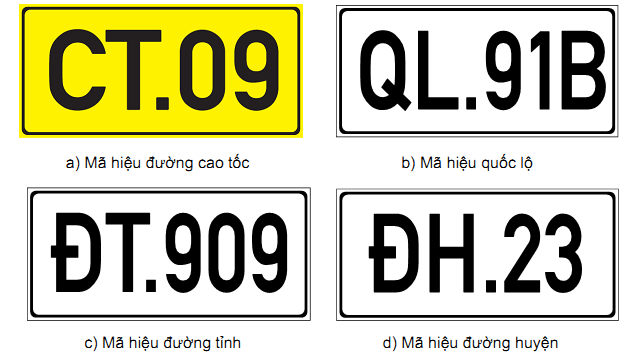 CT.09
QL.91B
a) Mã hiệu đường cao tốc
b) Mã hiệu quốc lộ
ĐT.909
ĐH.23
c) Mã hiệu đường tỉnh
d) Mã hiệu đường huyện